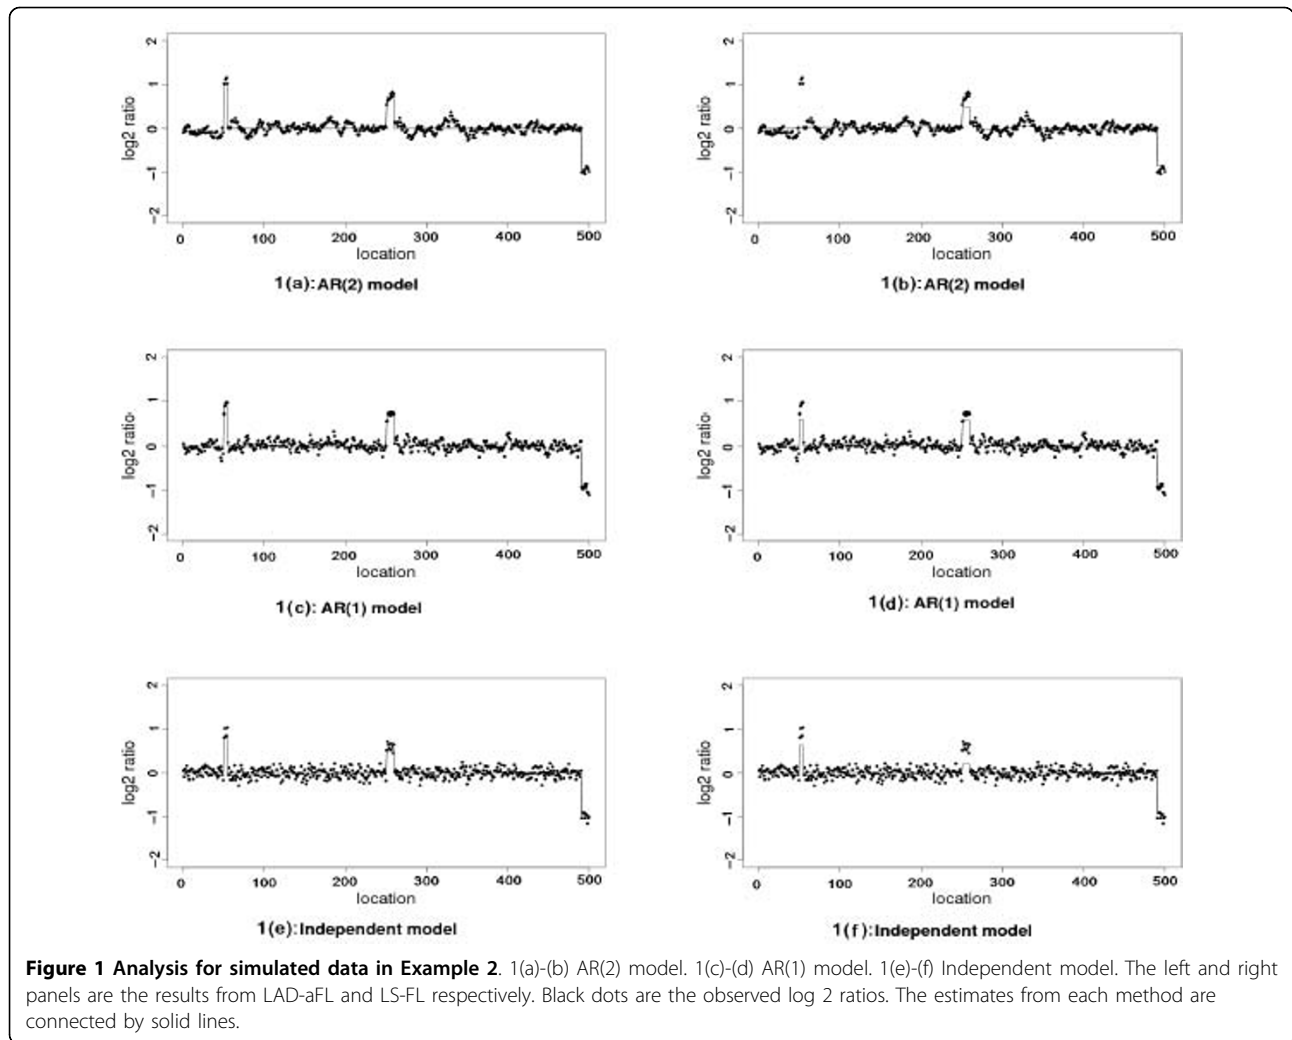 2
1
0
−1
−2
log2 ratio
0 100 200 300 400 500
location
1(a): AR(2) model
2
1
0
−1
−2
log2 ratio
0 100 200 300 400 500
location
1(b): AR(2) model
2
1
0
−1
−2
log2 ratio
0 100 200 300 400 500
location
1(c): AR(1) model
2
1
0
−1
−2
log2 ratio
0 100 200 300 400 500
location
1(d): AR(1) model
2
1
0
−1
−2
log2 ratio
0 100 200 300 400 500
location
1(e): Independent model
2
1
0
−1
−2
log2 ratio
0 100 200 300 400 500
location
1(f): Independent model
Figure 1 Analysis for simulated data in Example 2. 1(a)-(b) AR(2) model. 1(c)-(d) AR(1) model. 1(e)-(f) Independent model. The left and right
panels are the results from LAD-aFL and LS-FL respectively. Black dots are the observed log 2 ratios. The estimates from each method are
connected by solid lines.